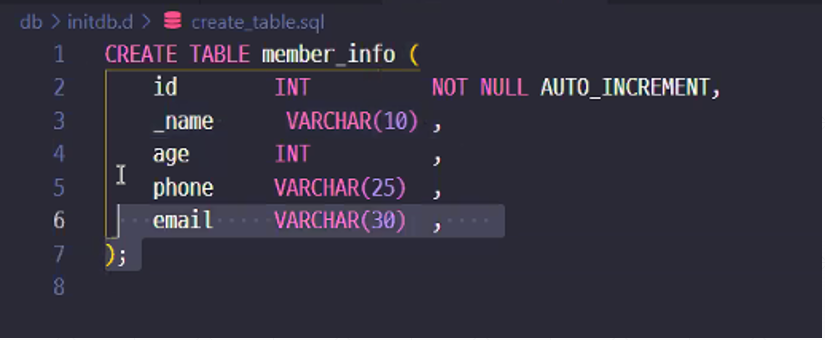 db > initdb.d > create_table.sql
1 CREATE TABLE member_info (
2 id INT NOT NULL AUTO_INCREMENT,
3 _name VARCHAR(10) ,
4 age INT ,
5 phone VARCHAR(25) ,
6 email VARCHAR(30) ,
7 );
8